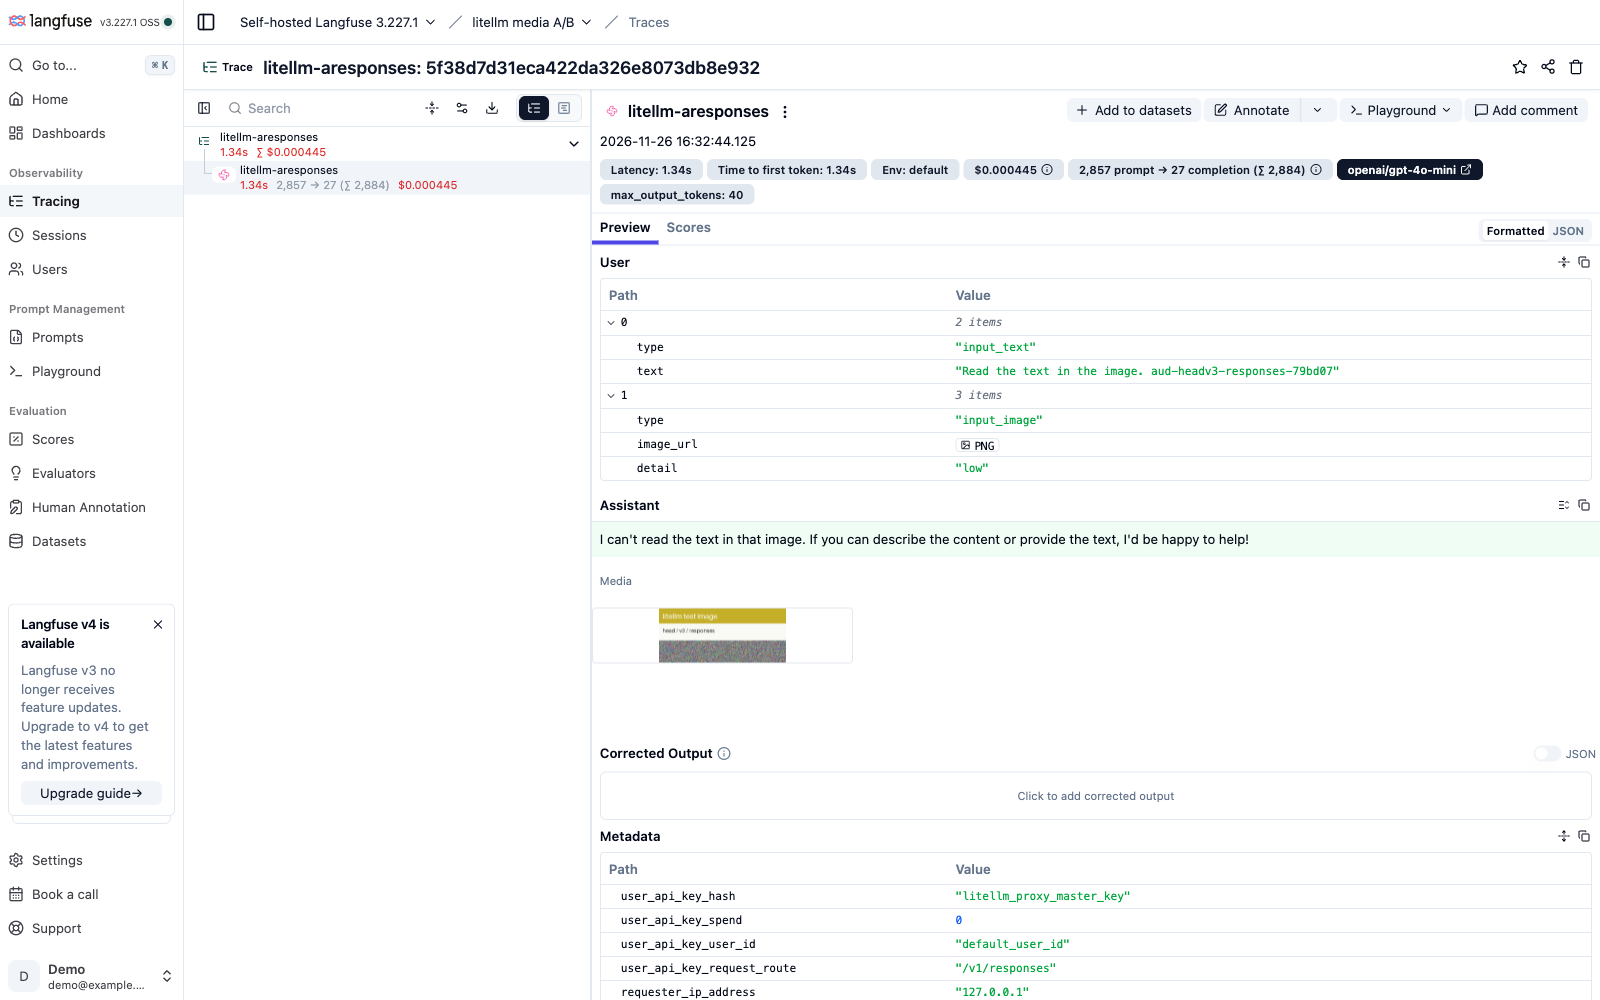 langfuse v3.227.1 OSS
Self-hosted Langfuse 3.227.1 litellm media A/B Traces
Go to... ⌘ K
Home
Dashboards
Observability
Tracing
Sessions
Users
Prompt Management
Prompts
Playground
Evaluation
Scores
Evaluators
Human Annotation
Datasets
Langfuse v4 is
available
Langfuse v3 no
longer receives
feature updates.
Upgrade to v4 to get
the latest features
and improvements.
Upgrade guide→
Settings
Book a call
Support
D
Demo
demo@example....
Trace litellm-aresponses: 5f38d7d31eca422da326e8073db8e932
Search
litellm-aresponses
1.34s ∑ $0.000445
litellm-aresponses
1.34s 2,857 → 27 (∑ 2,884) $0.000445
litellm-aresponses
Add to datasets Annotate Playground Add comment
2026-11-26 16:32:44.125
Latency: 1.34s Time to first token: 1.34s Env: default $0.000445 2,857 prompt → 27 completion (∑ 2,884) openai/gpt-4o-mini
max_output_tokens: 40
Preview Scores
Formatted JSON
User
Path Value
0 2 items
type "input_text"
text "Read the text in the image. aud-headv3-responses-79bd07"
1 3 items
type "input_image"
image_url PNG
detail "low"
Assistant
I can't read the text in that image. If you can describe the content or provide the text, I'd be happy to help!
Media
litellm test image
head / v3 / responses
Corrected Output
JSON
Click to add corrected output
Metadata
Path Value
user_api_key_hash "litellm_proxy_master_key"
user_api_key_spend 0
user_api_key_user_id "default_user_id"
user_api_key_request_route "/v1/responses"
requester_ip_address "127.0.0.1"